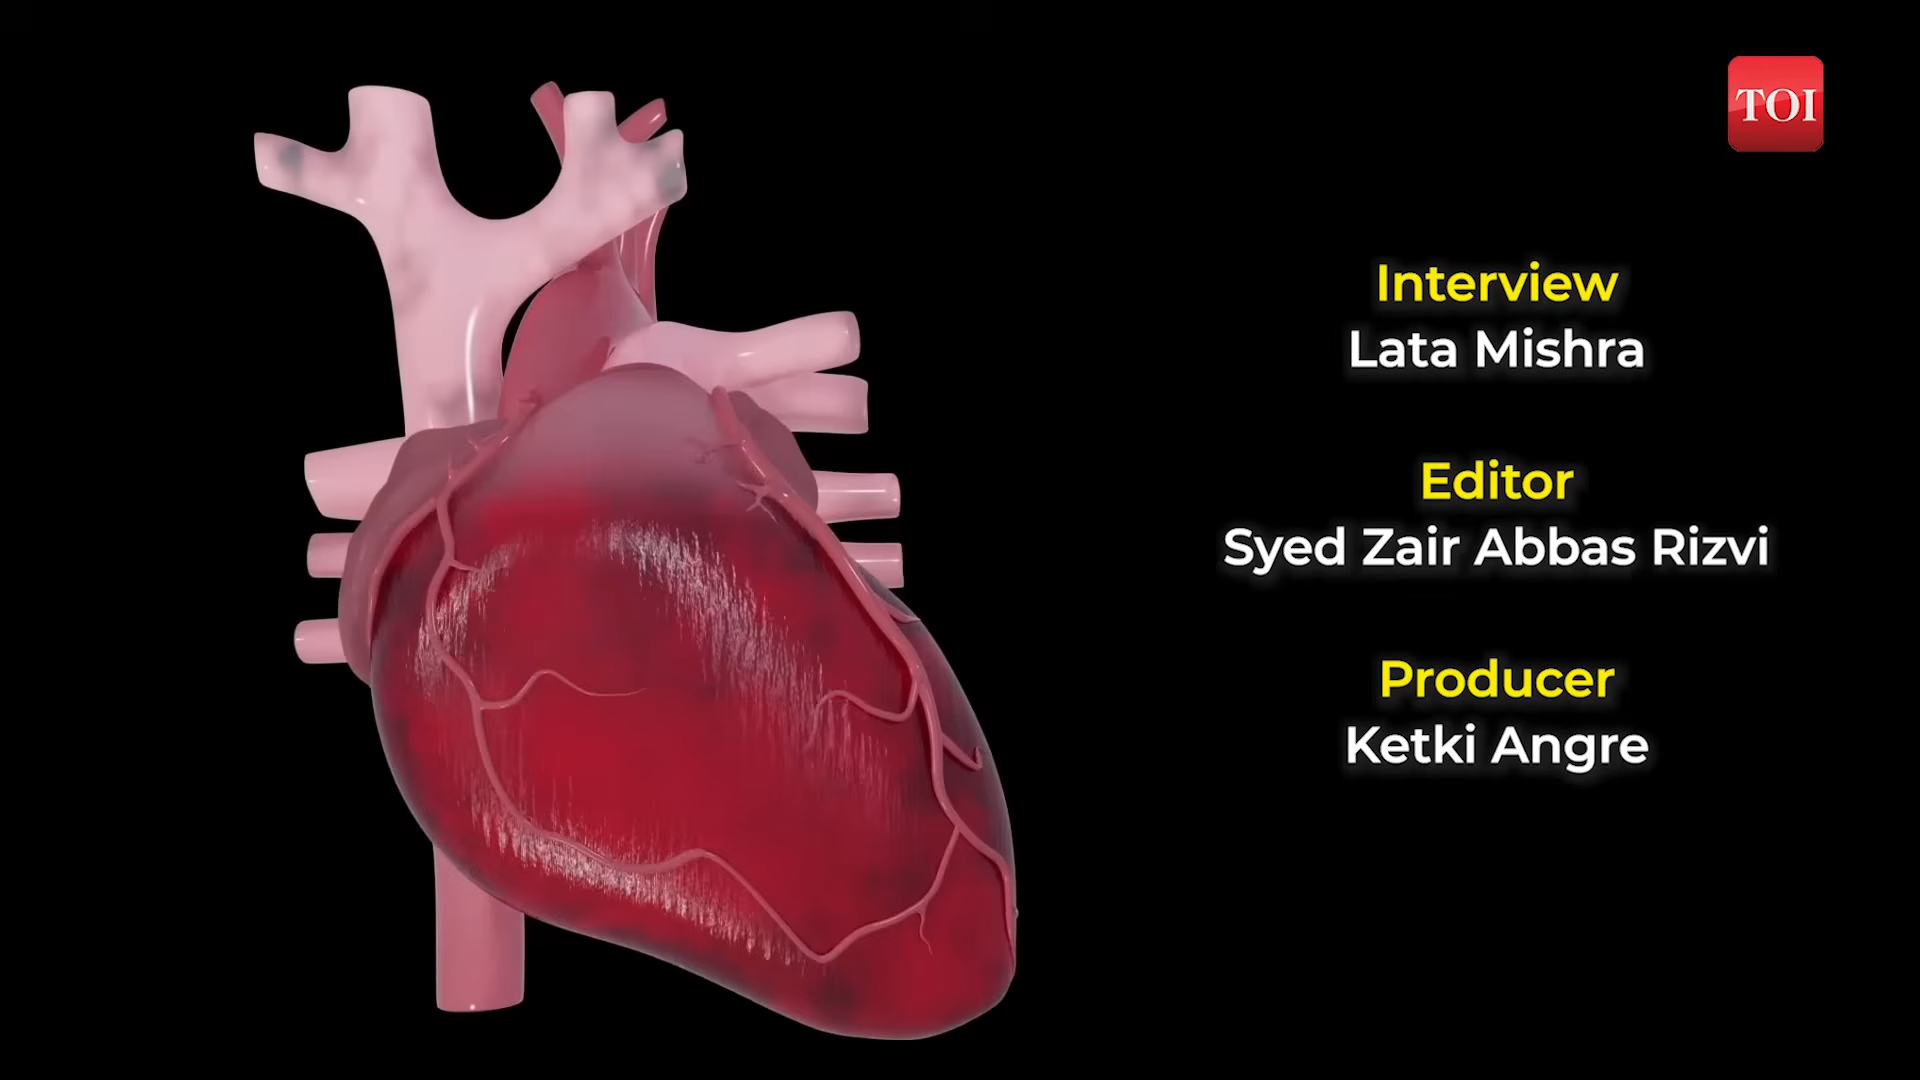 TOI
Interview
Lata Mishra
Editor
Syed Zair Abbas Rizvi
Producer
Ketki Angre